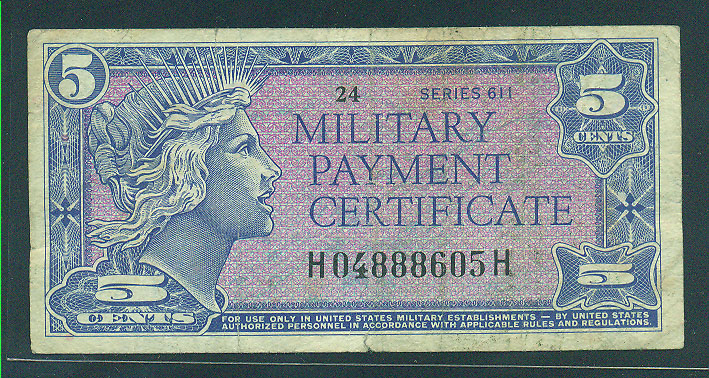 5
24 SERIES 611
5
CENTS
MILITARY
PAYMENT
CERTIFICATE
H04888605H
5
CENTS
5
FOR USE ONLY IN UNITED STATES MILITARY ESTABLISHMENTS — BY UNITED STATES
AUTHORIZED PERSONNEL IN ACCORDANCE WITH APPLICABLE RULES AND REGULATIONS.